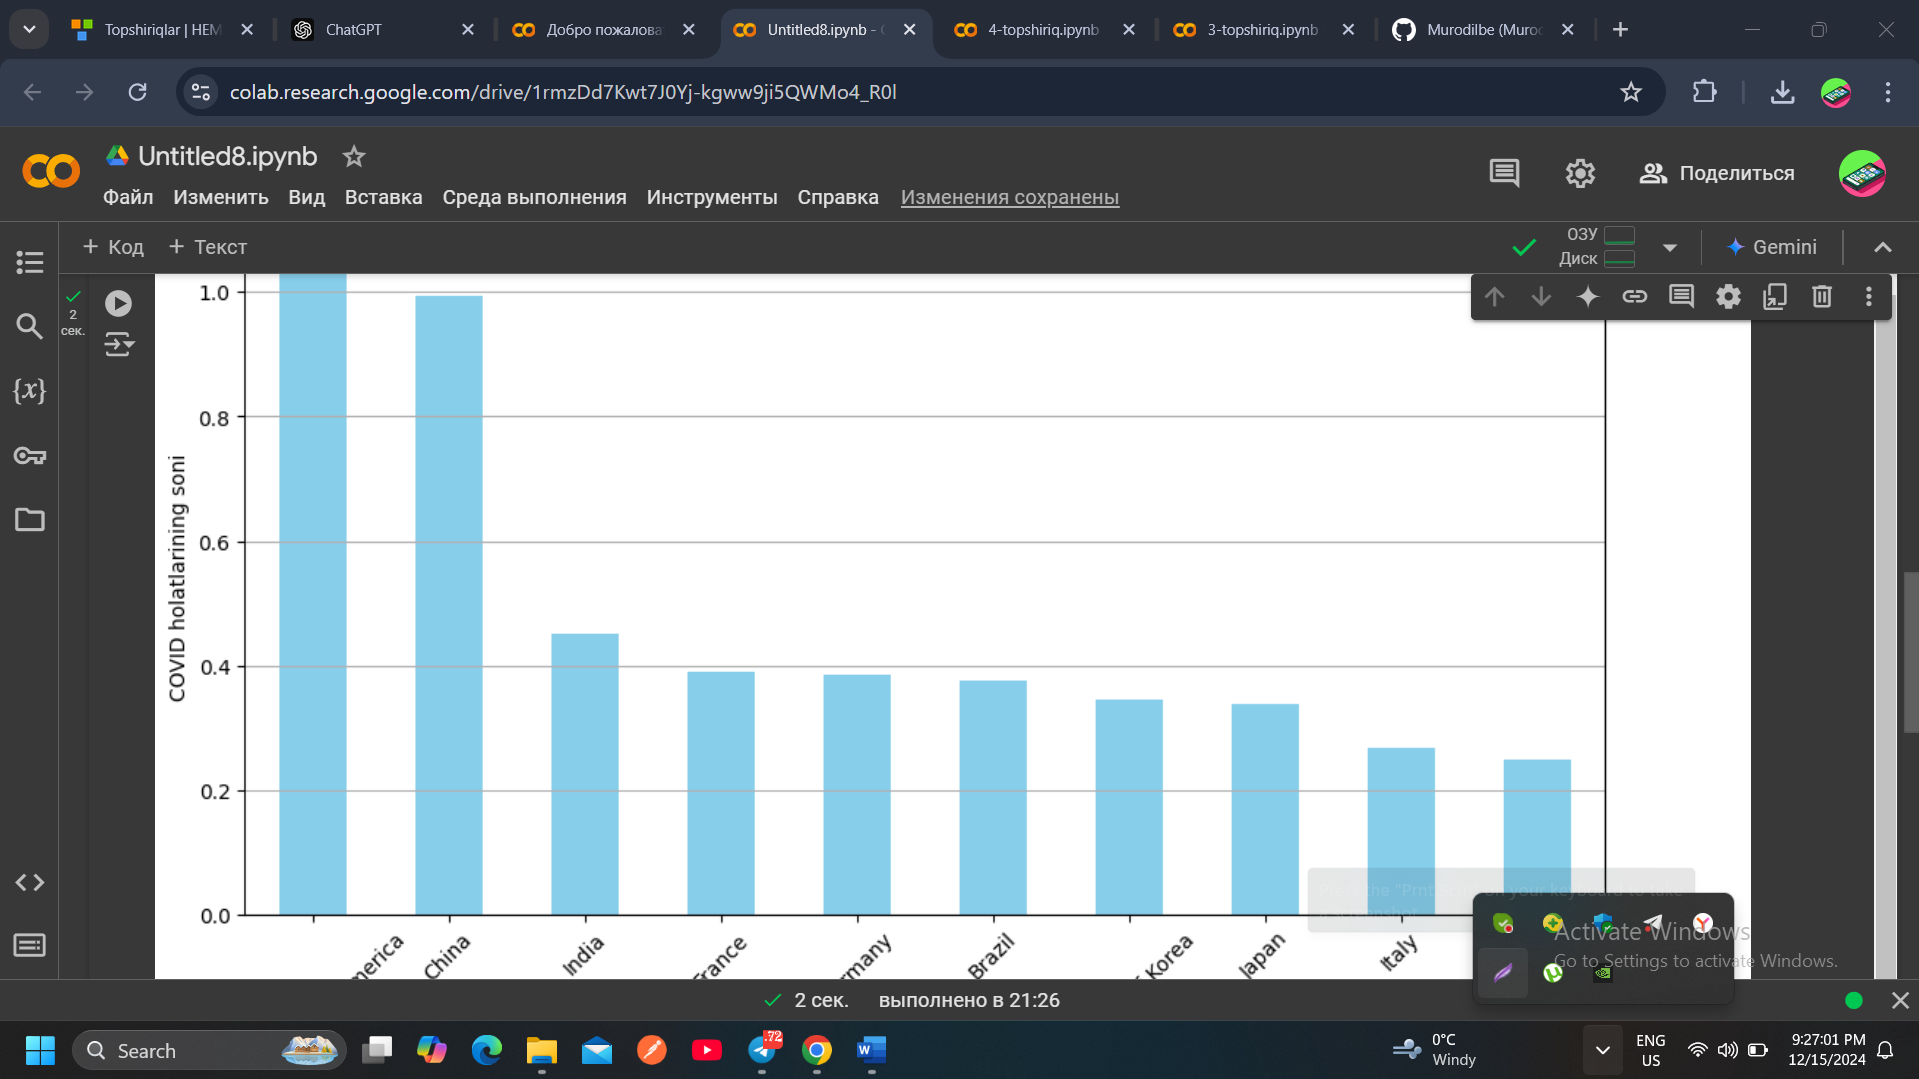 Topshiriqlar | HEM
ChatGPT
Добро пожалова
Untitled8.ipynb - C
4-topshiriq.ipynb
3-topshiriq.ipynb
Murodilbe (Muroc
colab.research.google.com/drive/1rmzDd7Kwt7J0Yj-kgww9ji5QWMo4_R0l
Untitled8.ipynb
Файл Изменить Вид Вставка Среда выполнения Инструменты Справка Изменения сохранены
Поделиться
+ Код + Текст
ОЗУ
Диск
Gemini
2
сек.
{x}
1.0
0.8
0.6
0.4
0.2
0.0
COVID holatlarining soni
merica
China
India
rance
rmany
Brazil
Korea
Japan
Italy
Activate Windows
Go to Settings to activate Windows.
2 сек. выполнено в 21:26
Search
72
0°C
Windy
ENG
US
9:27:01 PM
12/15/2024